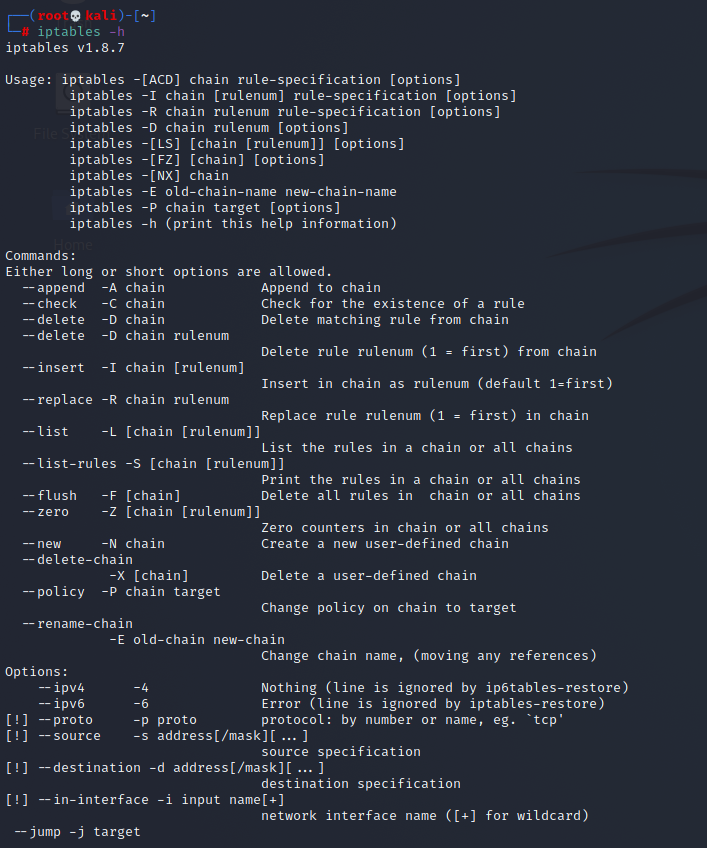 ┌──(root💀kali)-[~]
└─# iptables -h
iptables v1.8.7

Usage: iptables -[ACD] chain rule-specification [options]
        iptables -I chain [rulenum] rule-specification [options]
        iptables -R chain rulenum rule-specification [options]
        iptables -D chain rulenum [options]
        iptables -[LS] [chain [rulenum]] [options]
        iptables -[FZ] [chain] [options]
        iptables -[NX] chain
        iptables -E old-chain-name new-chain-name
        iptables -P chain target [options]
        iptables -h (print this help information)

Commands:
Either long or short options are allowed.
  --append  -A chain            Append to chain
  --check   -C chain            Check for the existence of a rule
  --delete  -D chain            Delete matching rule from chain
  --delete  -D chain rulenum
                                Delete rule rulenum (1 = first) from chain
  --insert  -I chain [rulenum]
                                Insert in chain as rulenum (default 1=first)
  --replace -R chain rulenum
                                Replace rule rulenum (1 = first) in chain
  --list    -L [chain [rulenum]]
                                List the rules in a chain or all chains
  --list-rules -S [chain [rulenum]]
                                Print the rules in a chain or all chains
  --flush   -F [chain]          Delete all rules in  chain or all chains
  --zero    -Z [chain [rulenum]]
                                Zero counters in chain or all chains
  --new     -N chain            Create a new user-defined chain
  --delete-chain
             -X [chain]         Delete a user-defined chain
  --policy  -P chain target
                                Change policy on chain to target
  --rename-chain
             -E old-chain new-chain
                                Change chain name, (moving any references)
Options:
    --ipv4      -4              Nothing (line is ignored by ip6tables-restore)
    --ipv6      -6              Error (line is ignored by iptables-restore)
[!] --proto     -p proto        protocol: by number or name, eg. `tcp'
[!] --source    -s address[/mask][...]
                                source specification
[!] --destination -d address[/mask][...]
                                destination specification
[!] --in-interface -i input name[+]
                                network interface name ([+] for wildcard)
 --jump -j target
Home